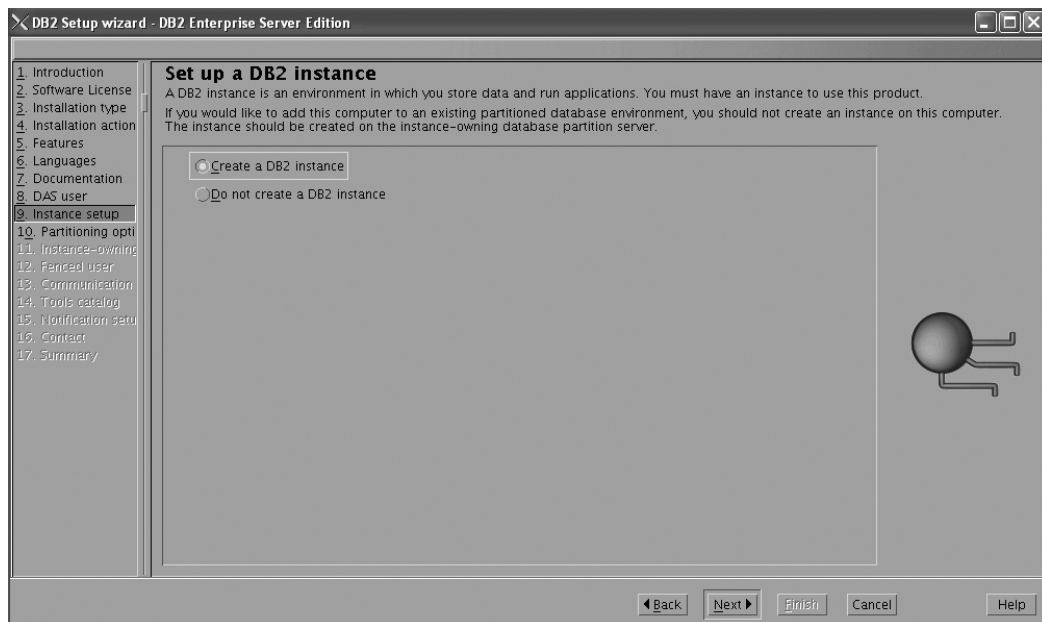 DB2 Setup wizard - DB2 Enterprise Server Edition
1. Introduction
2. Software License
3. Installation type
4. Installation action
5. Features
6. Languages
7. Documentation
8. DAS user
9. Instance setup
10. Partitioning opti
11. Instance-owning
12. Fenced user
13. Communication
14. Tools catalog
15. Notification setu
16. Contact
17. Summary
Set up a DB2 instance
A DB2 instance is an environment in which you store data and run applications. You must have an instance to use this product.
If you would like to add this computer to an existing partitioned database environment, you should not create an instance on this computer.
The instance should be created on the instance-owning database partition server.
Create a DB2 instance
Do not create a DB2 instance
Back Next Finish Cancel Help